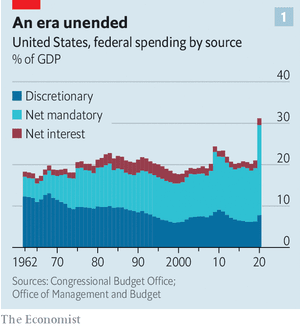 An era unended
1
United States, federal spending by source
% of GDP
40
Discretionary
Net mandatory
Net interest
30
20
10
0
1962 70 80 90 2000 10 20
Sources: Congressional Budget Office;
Office of Management and Budget
The Economist